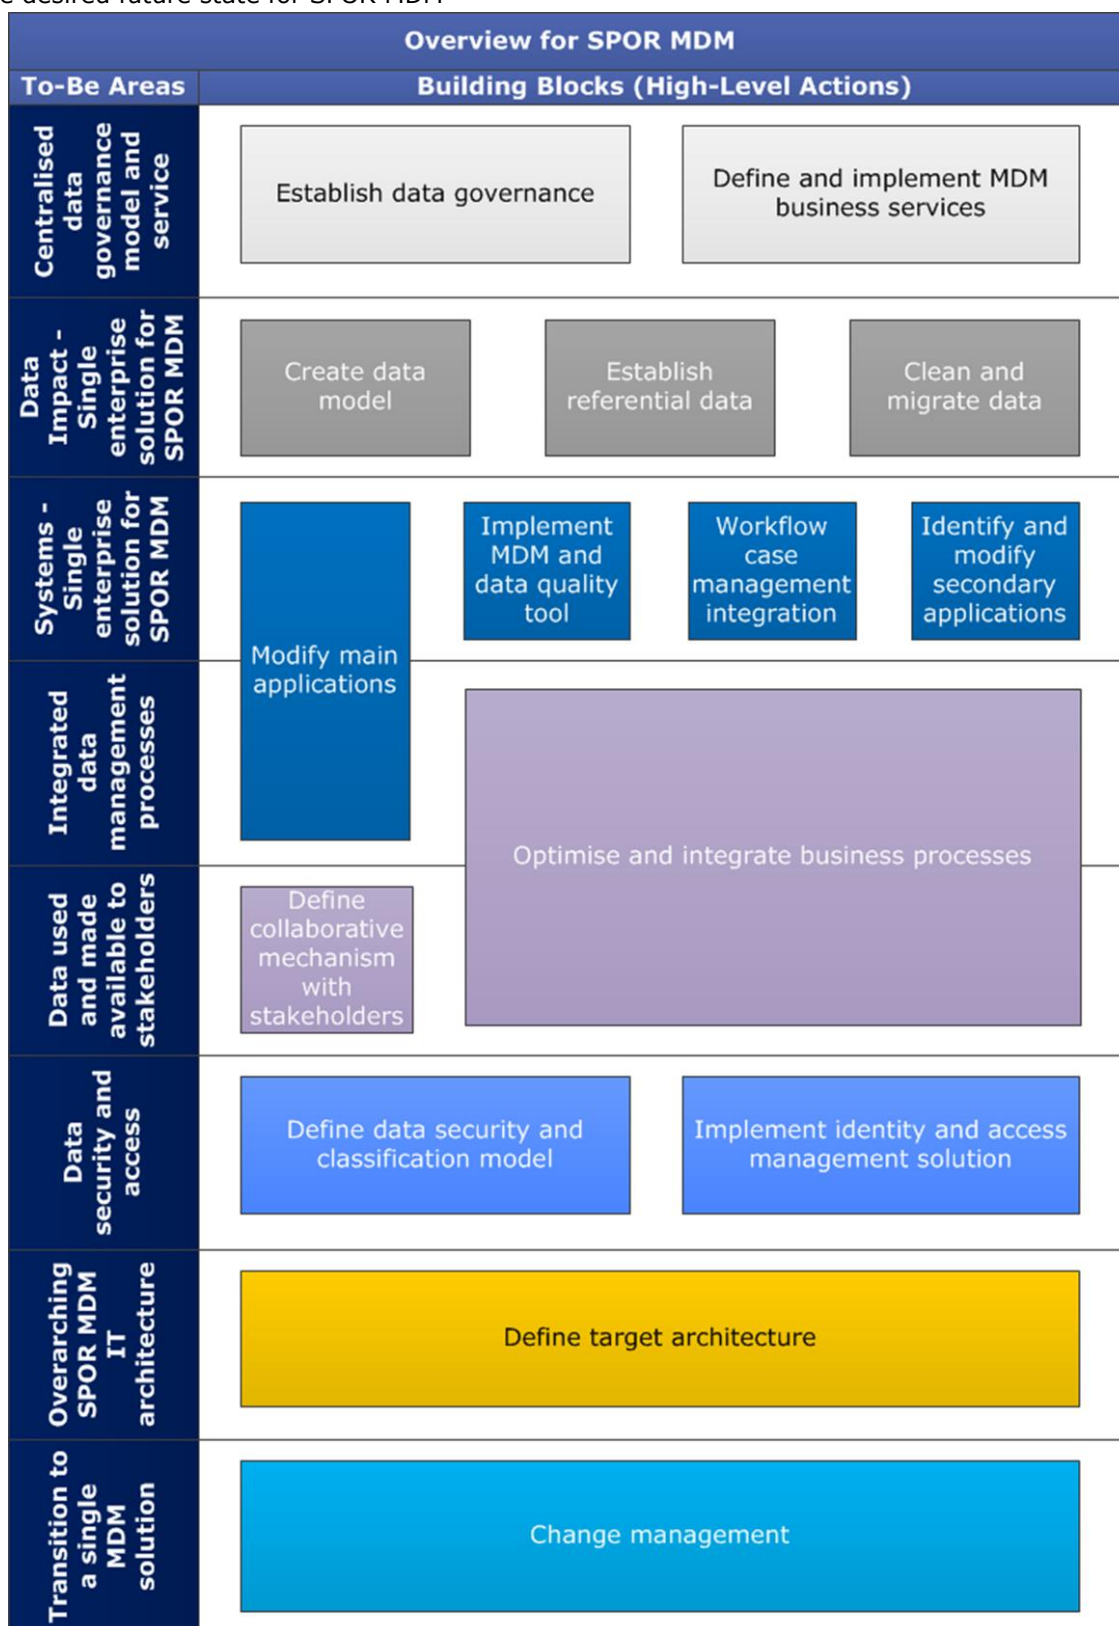 e desired future state for SPOR MDM
Overview for SPOR MDM
To-Be Areas
Building Blocks (High-Level Actions)
Centralised
data
governance
model and
service
Establish data governance
Define and implement MDM
business services
Data
Impact -
Single
enterprise
solution for
SPOR MDM
Create data
model
Establish
referential data
Clean and
migrate data
Systems -
Single
enterprise
solution for
SPOR MDM
Modify main
applications
Implement
MDM and
data quality
tool
Workflow
case
management
integration
Identify and
modify
secondary
applications
Integrated
data
management
processes
Optimise and integrate business processes
Data used
and made
available to
stakeholders
Define
collaborative
mechanism
with
stakeholders
Data
security and
access
Define data security and
classification model
Implement identity and access
management solution
Overarching
SPOR MDM
IT
architecture
Define target architecture
Transition to
a single
MDM
solution
Change management